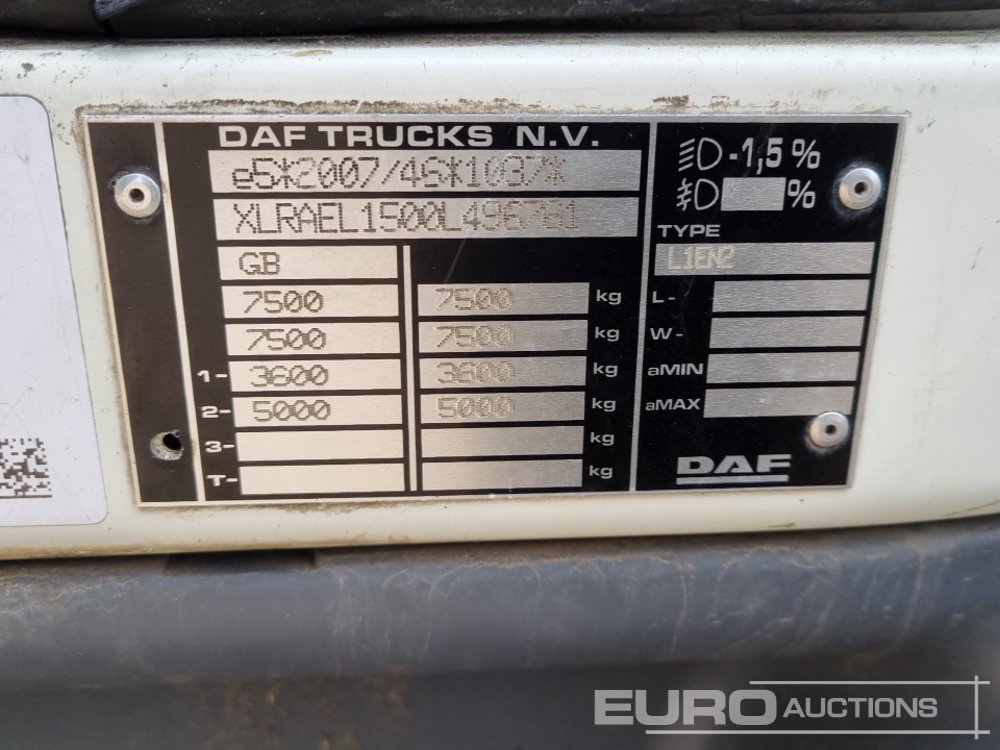 DAF TRUCKS N.V.
e5*2007/46*1037*
XLRAEL1500L496761
GB
7500 7500 kg
7500 7500 kg
1- 3600 3600 kg
2- 5000 5000 kg
3- kg
T- kg
-1,5%
%
TYPE
L1EN2
L-
W-
aMIN
aMAX
DAF
EURO AUCTIONS